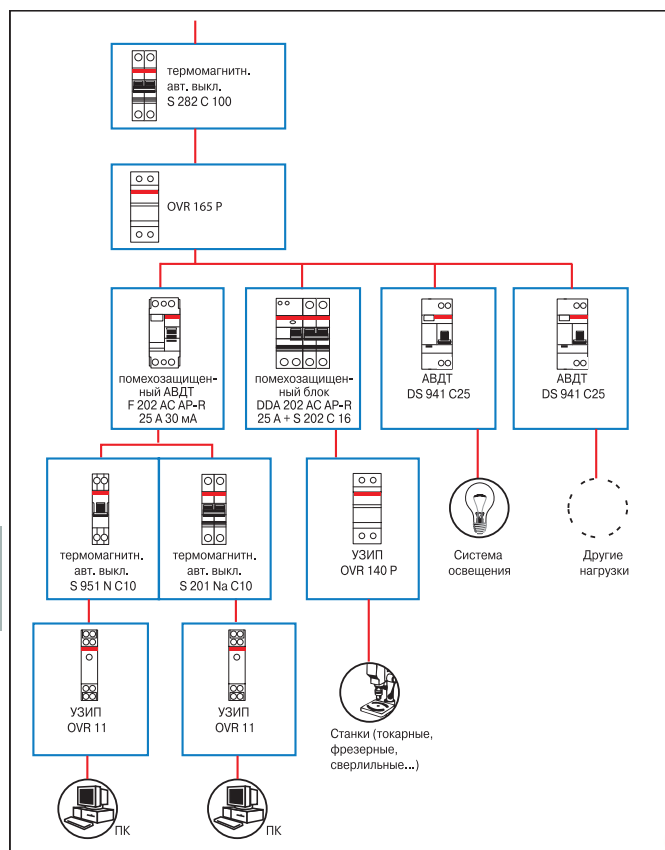 термомагнитн.
авт. выкл.
S 282 C 100
OVR 165 P
помехозащищен-
ный АВДТ
F 202 AC AP-R
25 A 30 мА
помехозащищен-
ный блок
DDA 202 AC AP-R
25 A + S 202 C 16
АВДТ
DS 941 C25
АВДТ
DS 941 C25
термомагнитн.
авт. выкл.
S 951 N C10
термомагнитн.
авт. выкл.
S 201 Na C10
УЗИП
OVR 140 P
Система
освещения
Другие
нагрузки
УЗИП
OVR 11
УЗИП
OVR 11
Станки (токарные,
фрезерные,
сверлильные...)
ПК
ПК